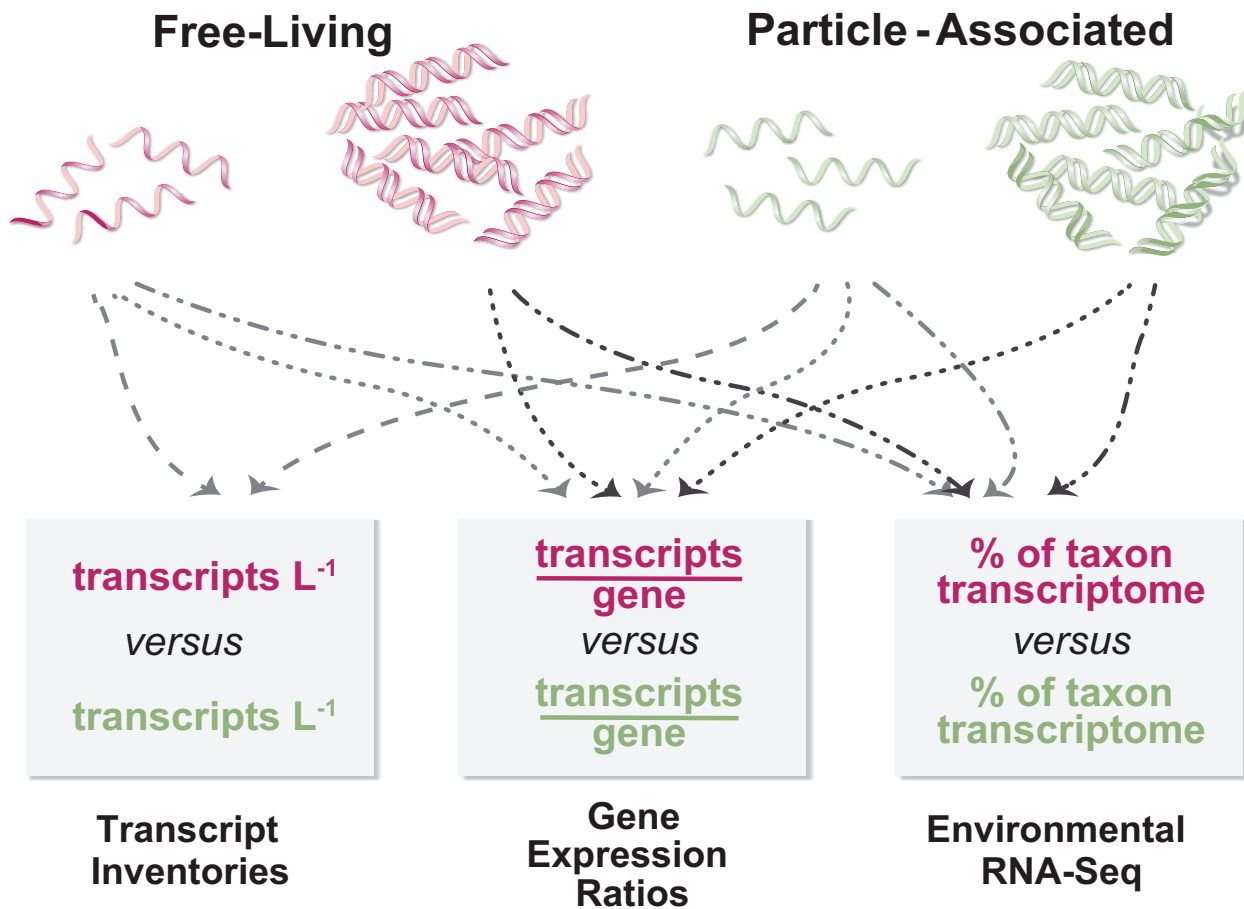 Free-Living
Particle-Associated
transcripts L⁻¹
versus
transcripts L⁻¹
transcripts
gene
versus
transcripts
gene
% of taxon
transcriptome
versus
% of taxon
transcriptome
Transcript
Inventories
Gene
Expression
Ratios
Environmental
RNA-Seq